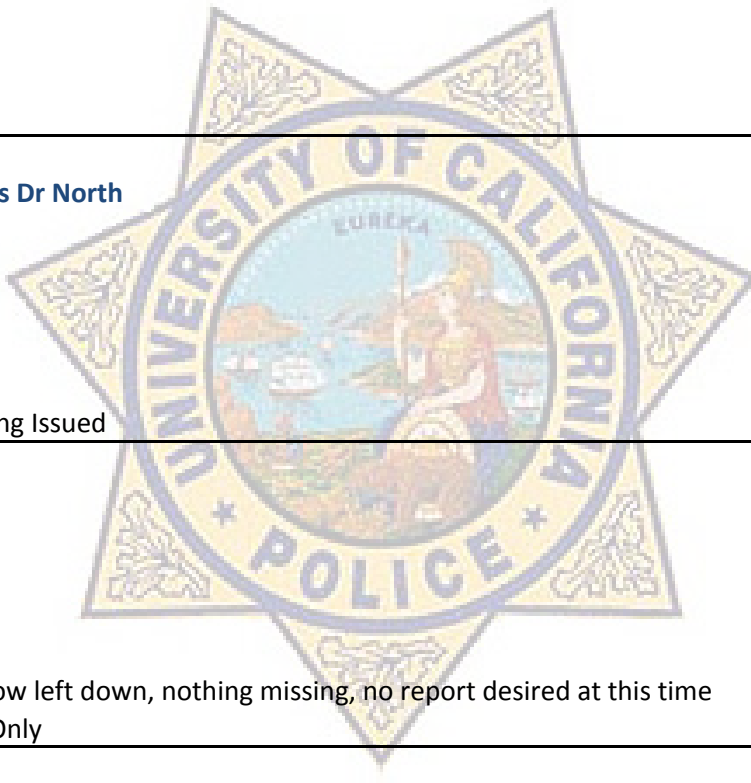 s Dr North
UNIVERSITY OF CALIFORNIA
EUREKA
ng Issued
POLICE
ow left down, nothing missing, no report desired at this time
Only